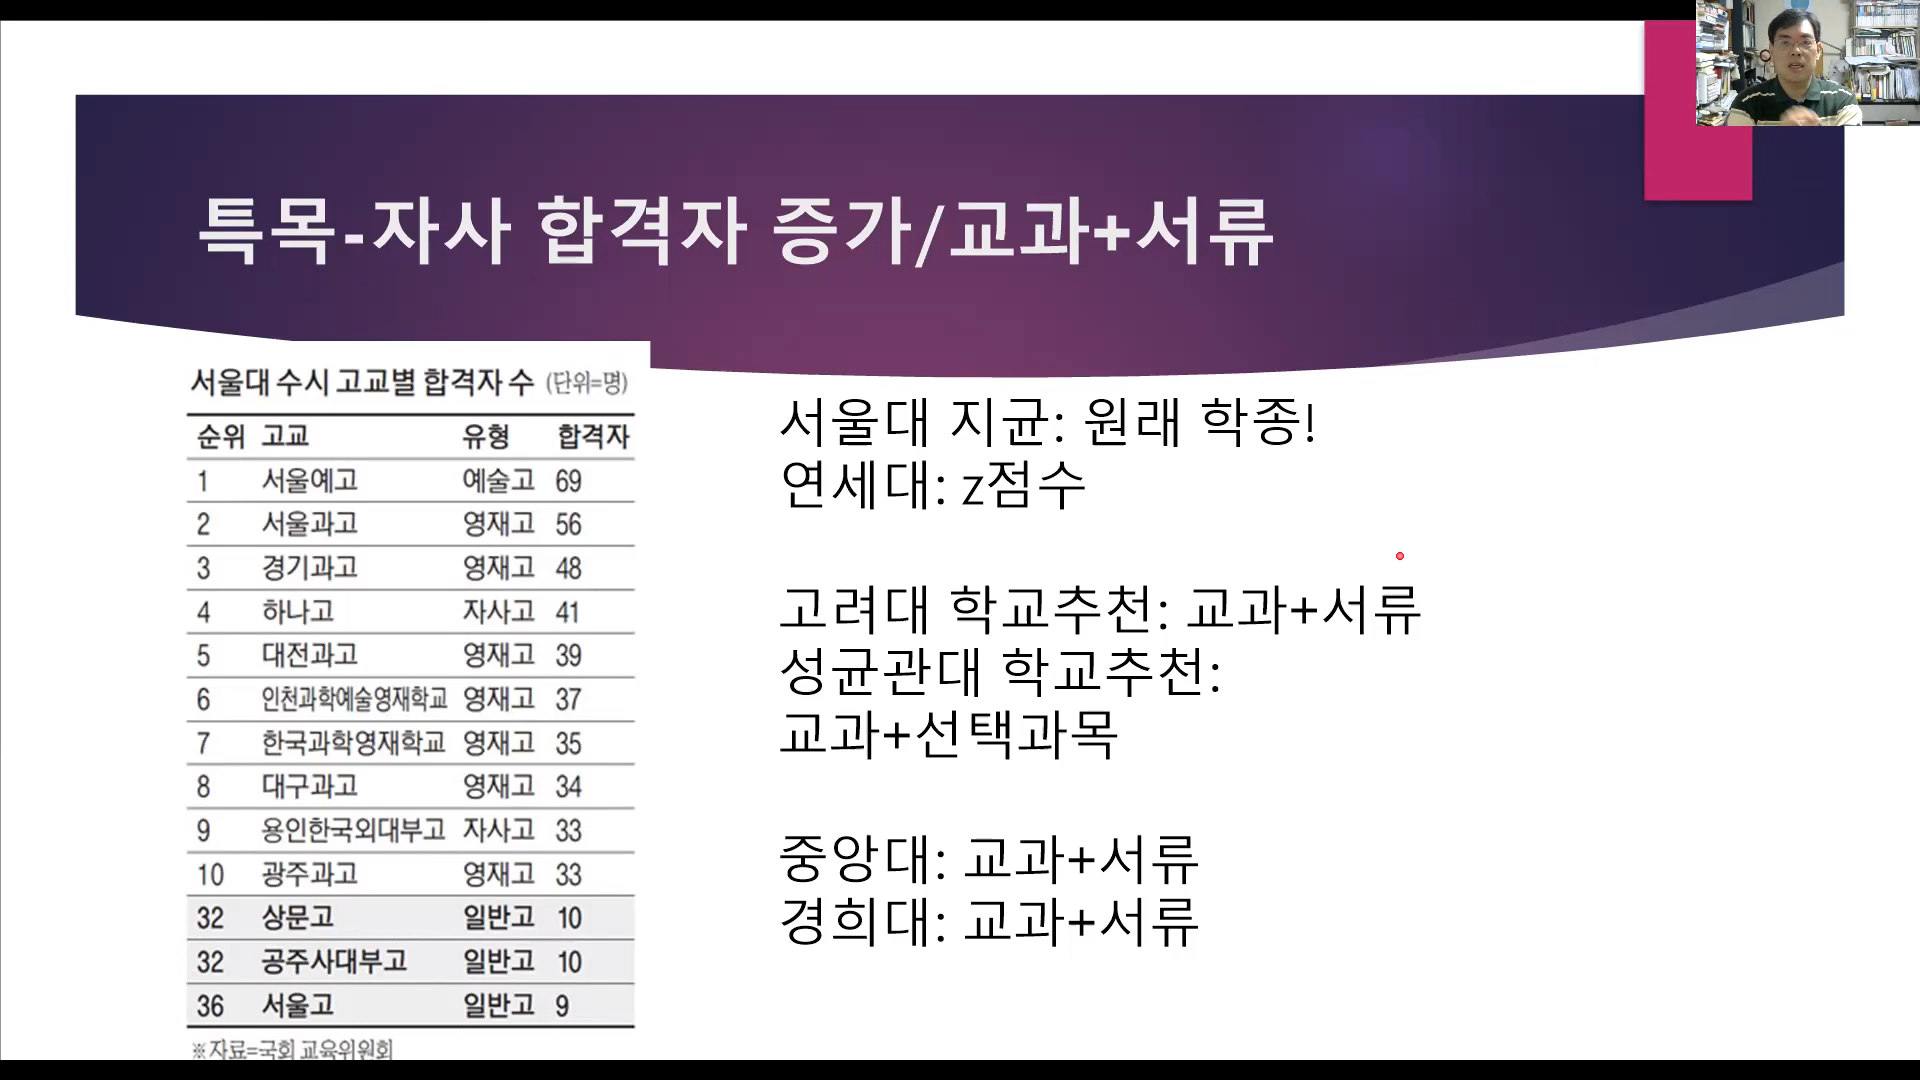 특목-자사 합격자 증가/교과+서류
서울대 수시 고교별 합격자 수 (단위=명)
순위 고교 유형 합격자
1 서울예고 예술고 69
2 서울과고 영재고 56
3 경기과고 영재고 48
4 하나고 자사고 41
5 대전과고 영재고 39
6 인천과학예술영재학교 영재고 37
7 한국과학영재학교 영재고 35
8 대구과고 영재고 34
9 용인한국외대부고 자사고 33
10 광주과고 영재고 33
32 상문고 일반고 10
32 공주사대부고 일반고 10
36 서울고 일반고 9
※자료=국회 교육위원회
서울대 지균: 원래 학종!
연세대: z점수
고려대 학교추천: 교과+서류
성균관대 학교추천:
교과+선택과목
중앙대: 교과+서류
경희대: 교과+서류